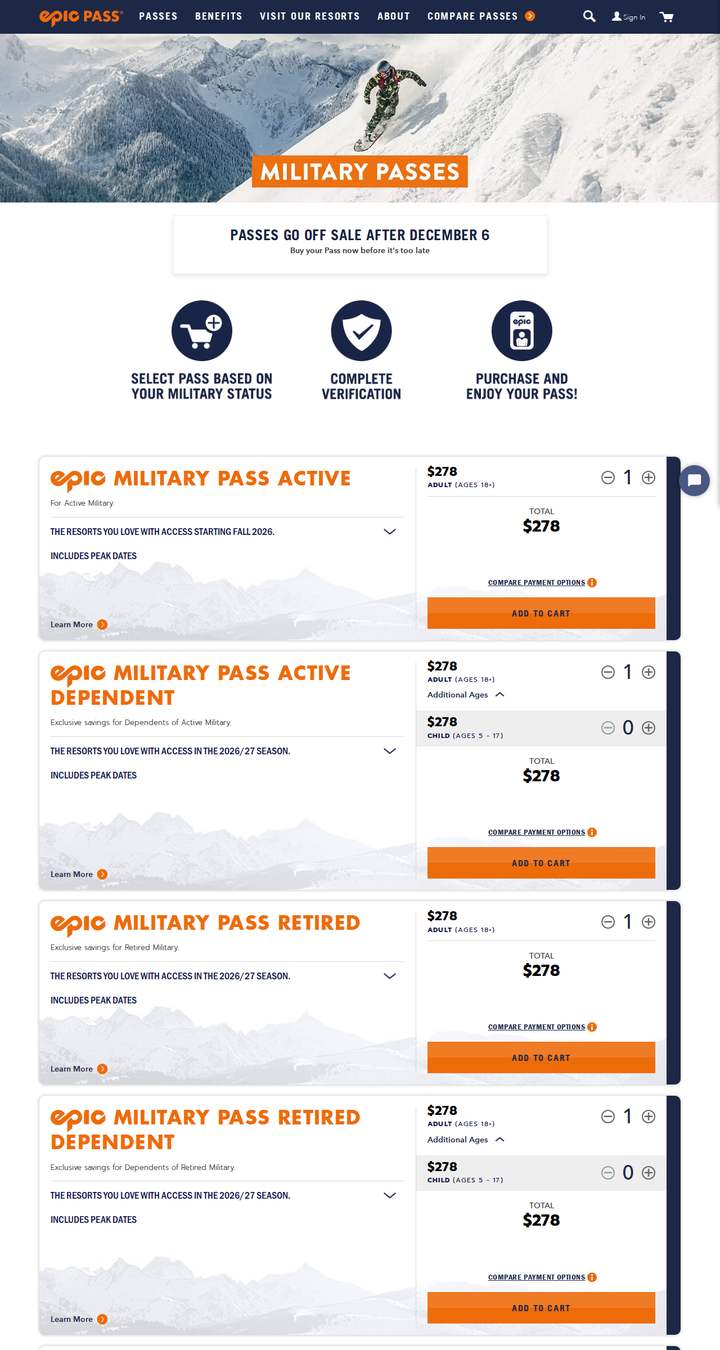 epic PASS
PASSES
BENEFITS
VISIT OUR RESORTS
ABOUT
COMPARE PASSES
Sign In
MILITARY PASSES
PASSES GO OFF SALE AFTER DECEMBER 6
Buy your Pass now before it's too late
epic
SELECT PASS BASED ON
YOUR MILITARY STATUS
COMPLETE
VERIFICATION
PURCHASE AND
ENJOY YOUR PASS!
epic MILITARY PASS ACTIVE
For Active Military.
THE RESORTS YOU LOVE WITH ACCESS STARTING FALL 2026.
INCLUDES PEAK DATES
Learn More
$278
ADULT (AGES 18+)
1
TOTAL
$278
COMPARE PAYMENT OPTIONS
ADD TO CART
epic MILITARY PASS ACTIVE
DEPENDENT
Exclusive savings for Dependents of Active Military.
THE RESORTS YOU LOVE WITH ACCESS IN THE 2026/27 SEASON.
INCLUDES PEAK DATES
Learn More
$278
ADULT (AGES 18+)
1
Additional Ages
$278
CHILD (AGES 5 - 17)
0
TOTAL
$278
COMPARE PAYMENT OPTIONS
ADD TO CART
epic MILITARY PASS RETIRED
Exclusive savings for Retired Military.
THE RESORTS YOU LOVE WITH ACCESS IN THE 2026/27 SEASON.
INCLUDES PEAK DATES
Learn More
$278
ADULT (AGES 18+)
1
TOTAL
$278
COMPARE PAYMENT OPTIONS
ADD TO CART
epic MILITARY PASS RETIRED
DEPENDENT
Exclusive savings for Dependents of Retired Military.
THE RESORTS YOU LOVE WITH ACCESS IN THE 2026/27 SEASON.
INCLUDES PEAK DATES
Learn More
$278
ADULT (AGES 18+)
1
Additional Ages
$278
CHILD (AGES 5 - 17)
0
TOTAL
$278
COMPARE PAYMENT OPTIONS
ADD TO CART